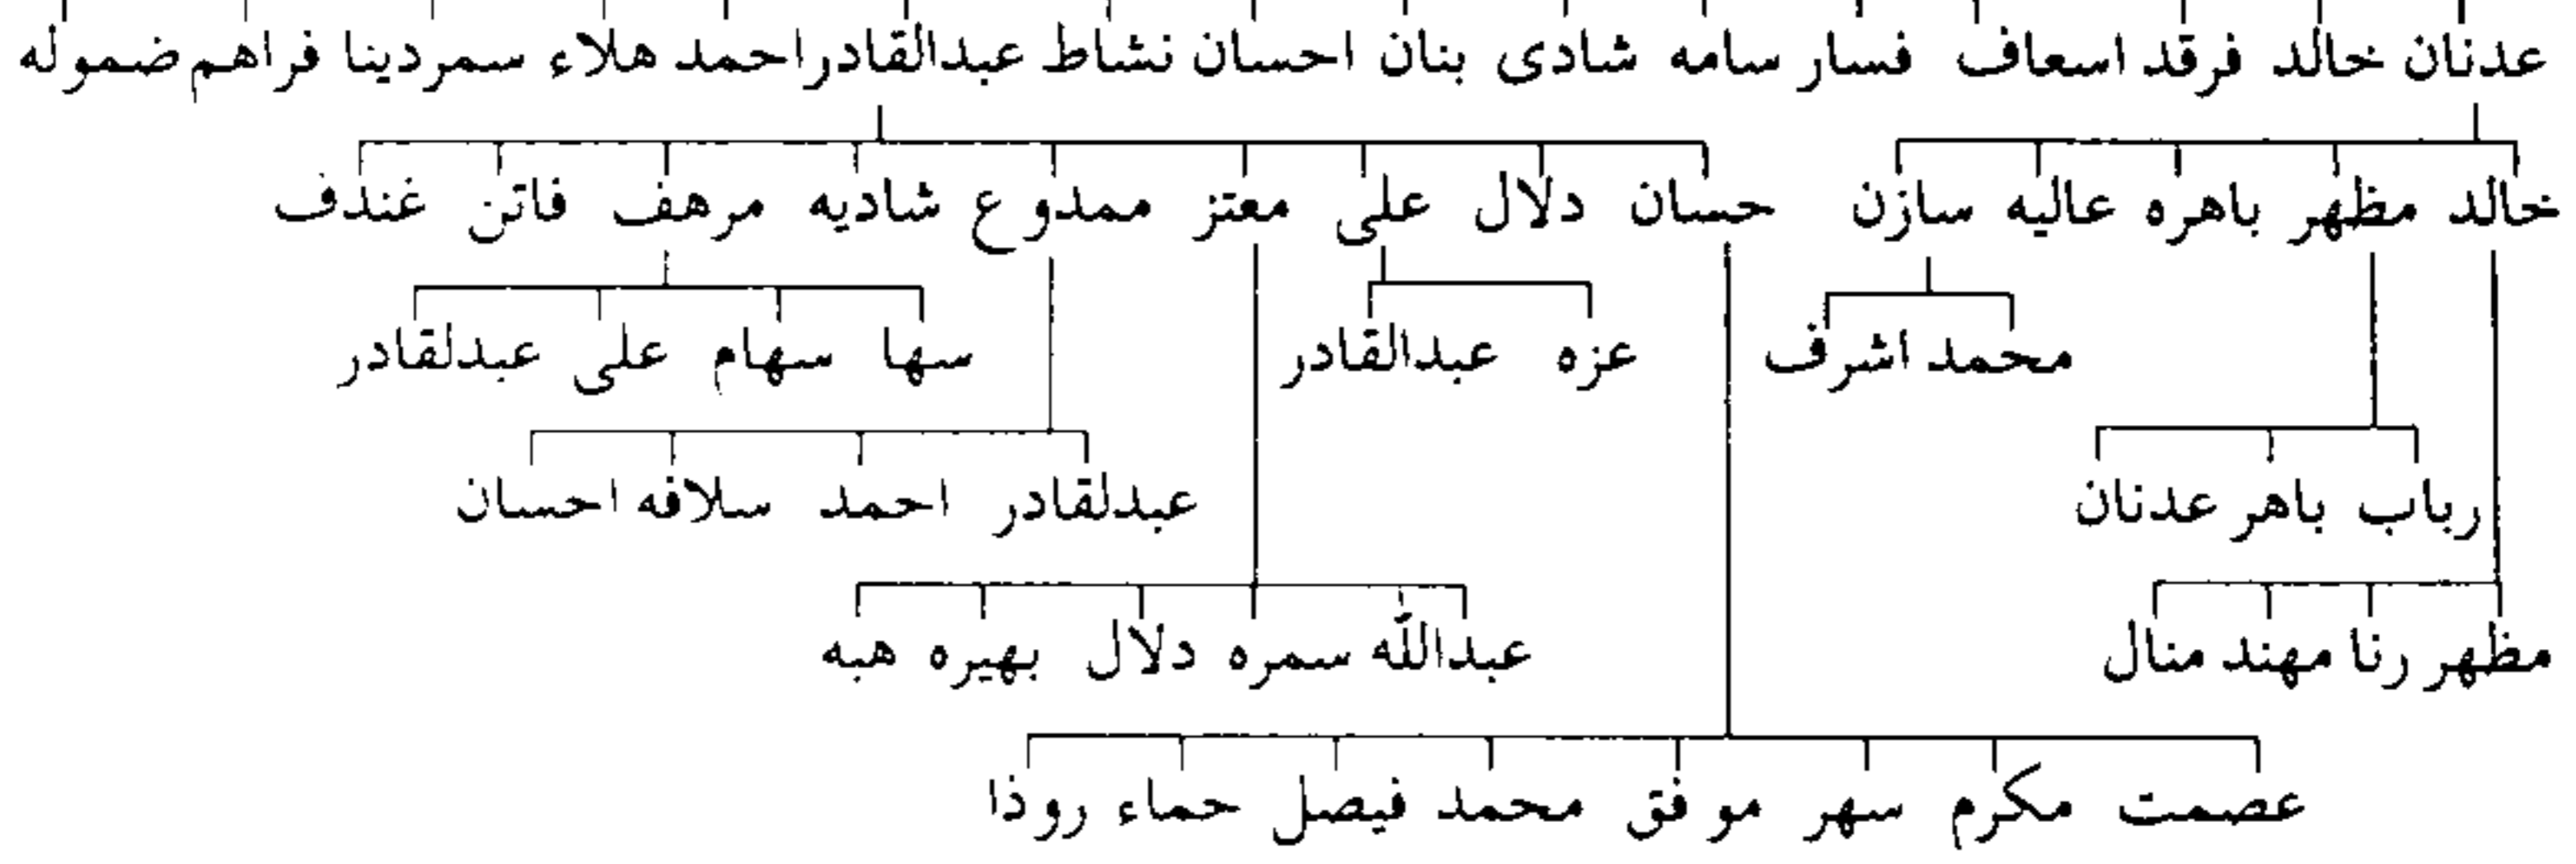 عدنان خالد فرقد اسعاف فسار سامه شادى بنان احسان نشاط عبدالقادر احمد هلاء سمر دينا فراهم ضموله
خالد مظهر باهره عاليه سازن حسان دلال على معتز ممدوع شاديه مرهف فاتن غندف
محمد اشرف عزه عبدالقادر سها سهام على عبدلقادر
رباب باهر عدنان عبدلقادر احمد سلافه احسان
مظهر رنا مهند منال عبدالله سمره دلال بهيره هبه
عصمت مكرم سهر موفق محمد فيصل حماء روذا